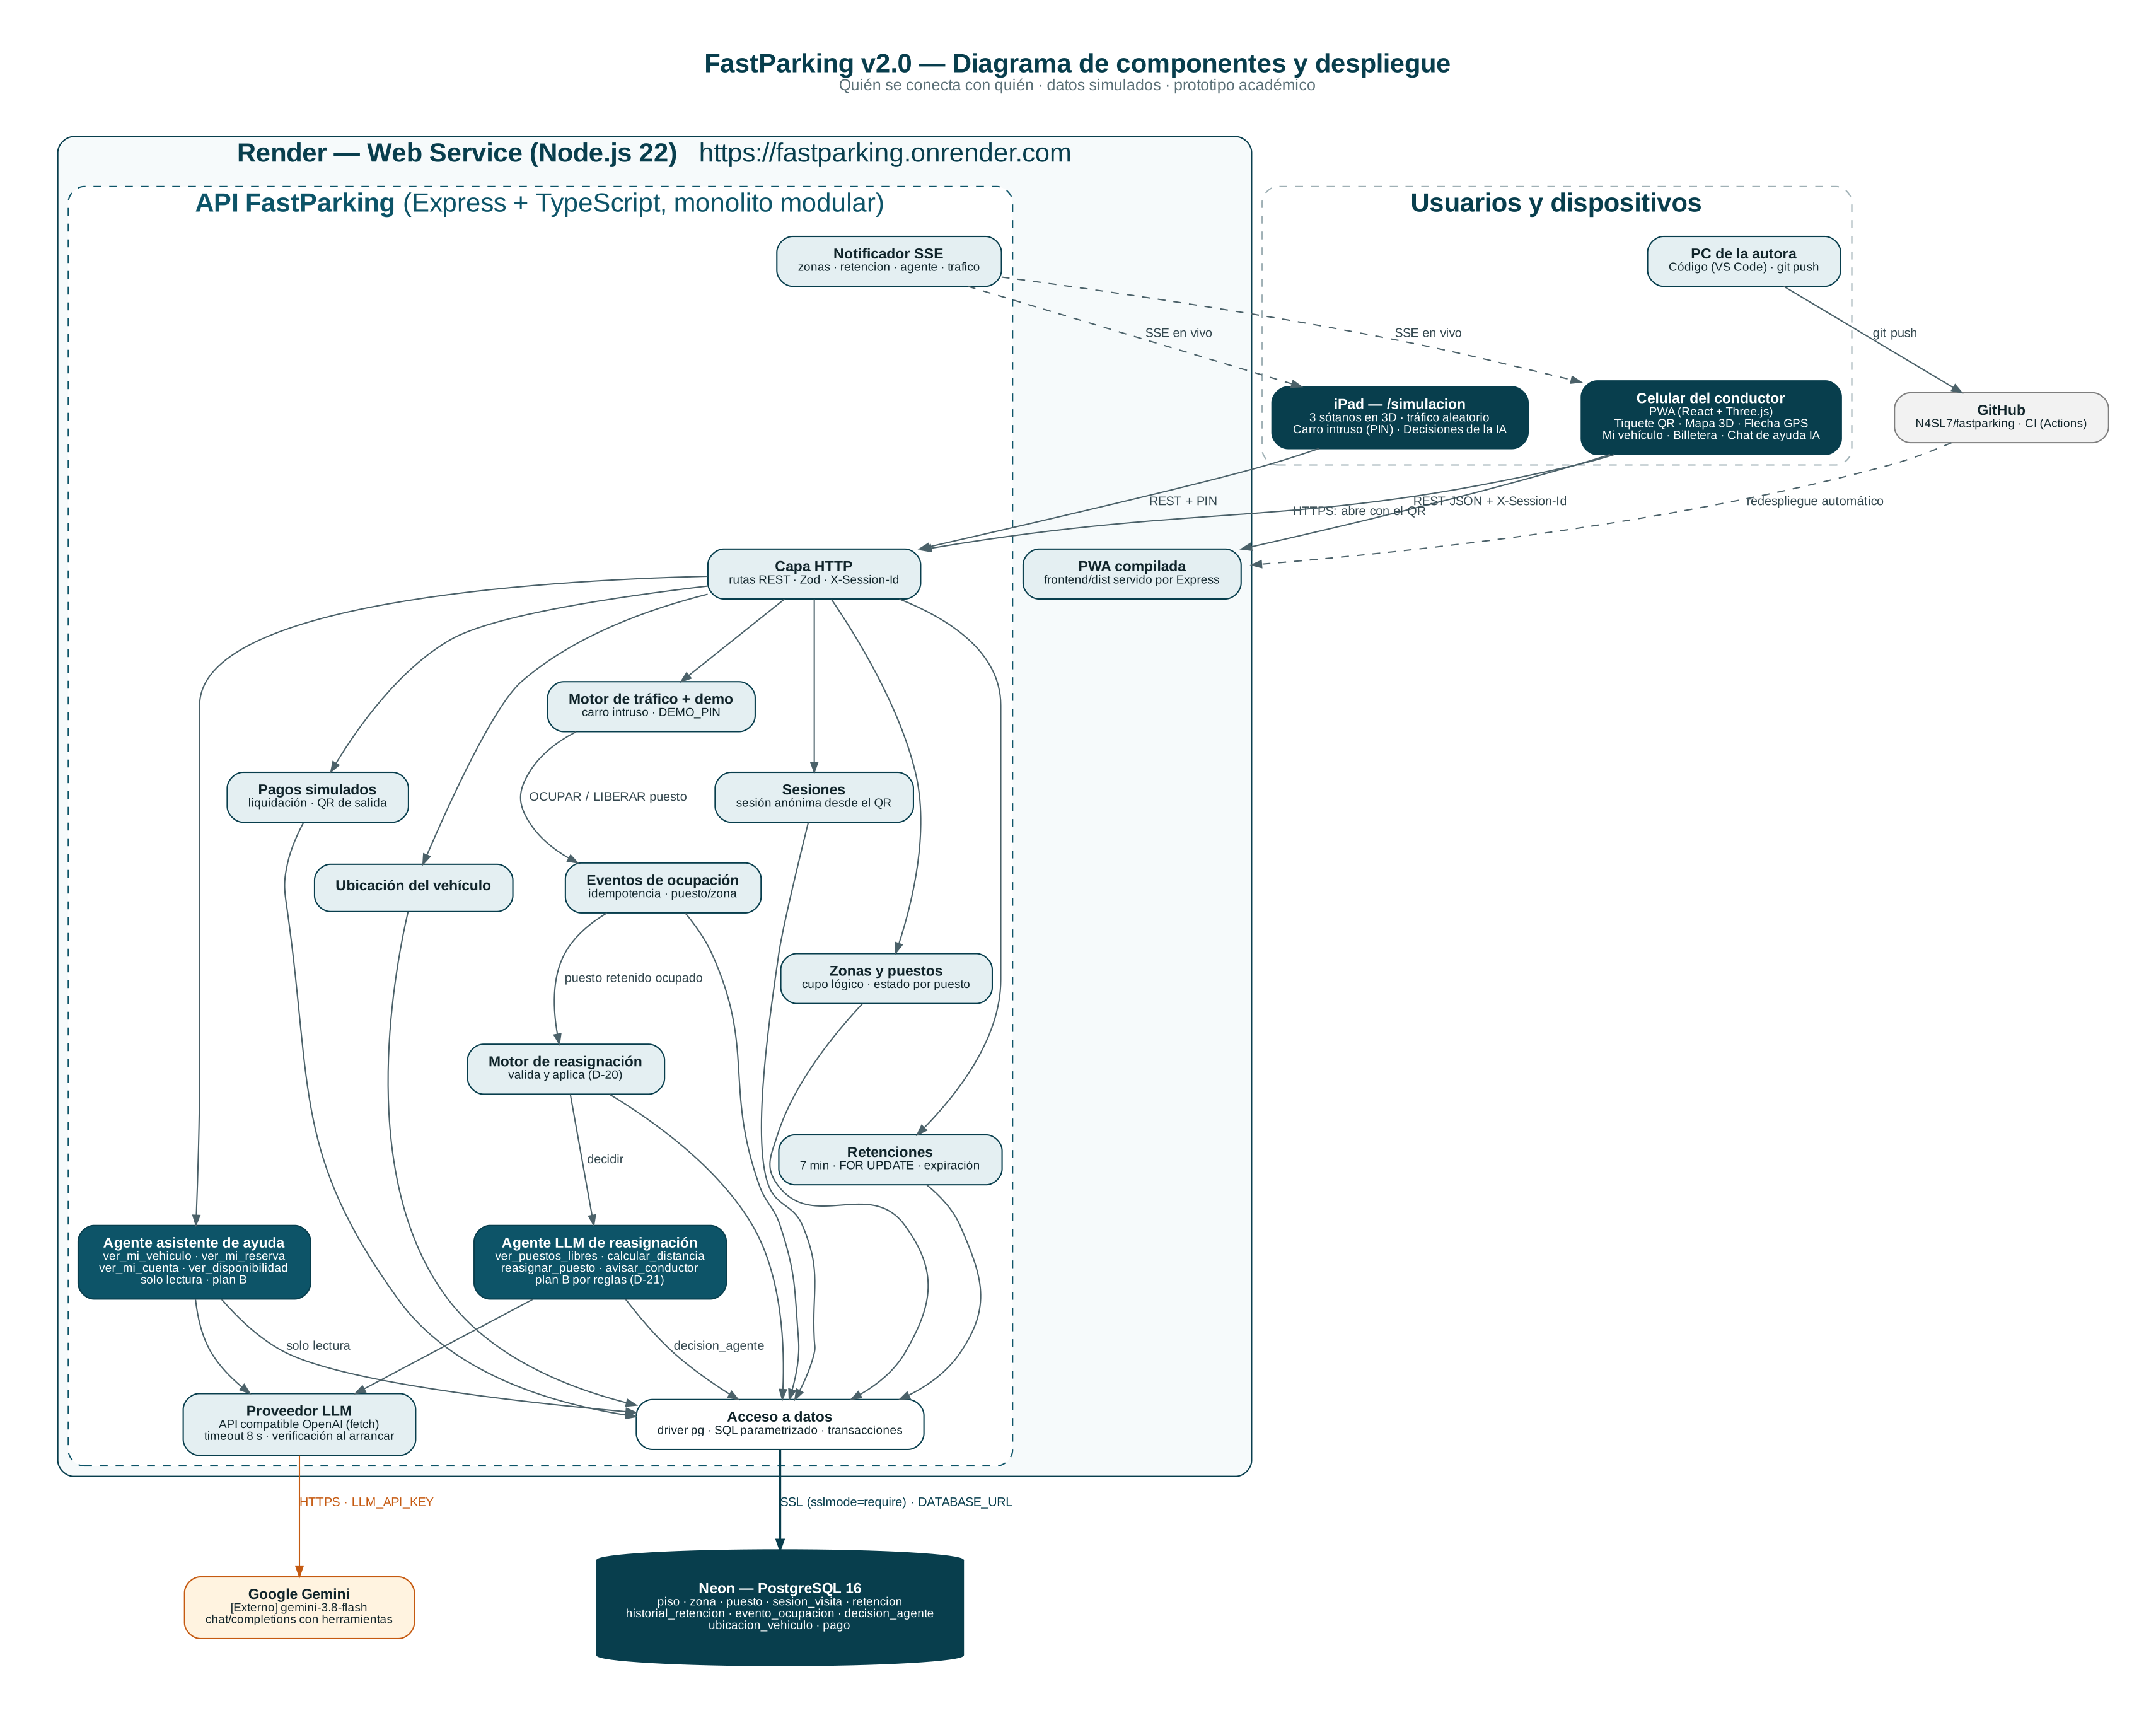 FastParking v2.0 — Diagrama de componentes y despliegue
Quién se conecta con quién · datos simulados · prototipo académico
Render — Web Service (Node.js 22)   https://fastparking.onrender.com
API FastParking (Express + TypeScript, monolito modular)
Usuarios y dispositivos
Notificador SSE
zonas · retencion · agente · trafico
PC de la autora
Código (VS Code) · git push
SSE en vivo
SSE en vivo
git push
iPad — /simulacion
3 sótanos en 3D · tráfico aleatorio
Carro intruso (PIN) · Decisiones de la IA
Celular del conductor
PWA (React + Three.js)
Tiquete QR · Mapa 3D · Flecha GPS
Mi vehículo · Billetera · Chat de ayuda IA
GitHub
N4SL7/fastparking · CI (Actions)
REST + PIN
REST JSON + X-Session-Id
HTTPS: abre con el QR
redespliegue automático
Capa HTTP
rutas REST · Zod · X-Session-Id
PWA compilada
frontend/dist servido por Express
Motor de tráfico + demo
carro intruso · DEMO_PIN
Pagos simulados
liquidación · QR de salida
OCUPAR / LIBERAR puesto
Sesiones
sesión anónima desde el QR
Ubicación del vehículo
Eventos de ocupación
idempotencia · puesto/zona
puesto retenido ocupado
Zonas y puestos
cupo lógico · estado por puesto
Motor de reasignación
valida y aplica (D-20)
decidir
Retenciones
7 min · FOR UPDATE · expiración
Agente asistente de ayuda
ver_mi_vehiculo · ver_mi_reserva
ver_mi_cuenta · ver_disponibilidad
solo lectura · plan B
Agente LLM de reasignación
ver_puestos_libres · calcular_distancia
reasignar_puesto · avisar_conductor
plan B por reglas (D-21)
solo lectura
decision_agente
Proveedor LLM
API compatible OpenAI (fetch)
timeout 8 s · verificación al arrancar
Acceso a datos
driver pg · SQL parametrizado · transacciones
HTTPS · LLM_API_KEY
SSL (sslmode=require) · DATABASE_URL
Google Gemini
[Externo] gemini-3.8-flash
chat/completions con herramientas
Neon — PostgreSQL 16
piso · zona · puesto · sesion_visita · retencion
historial_retencion · evento_ocupacion · decision_agente
ubicacion_vehiculo · pago